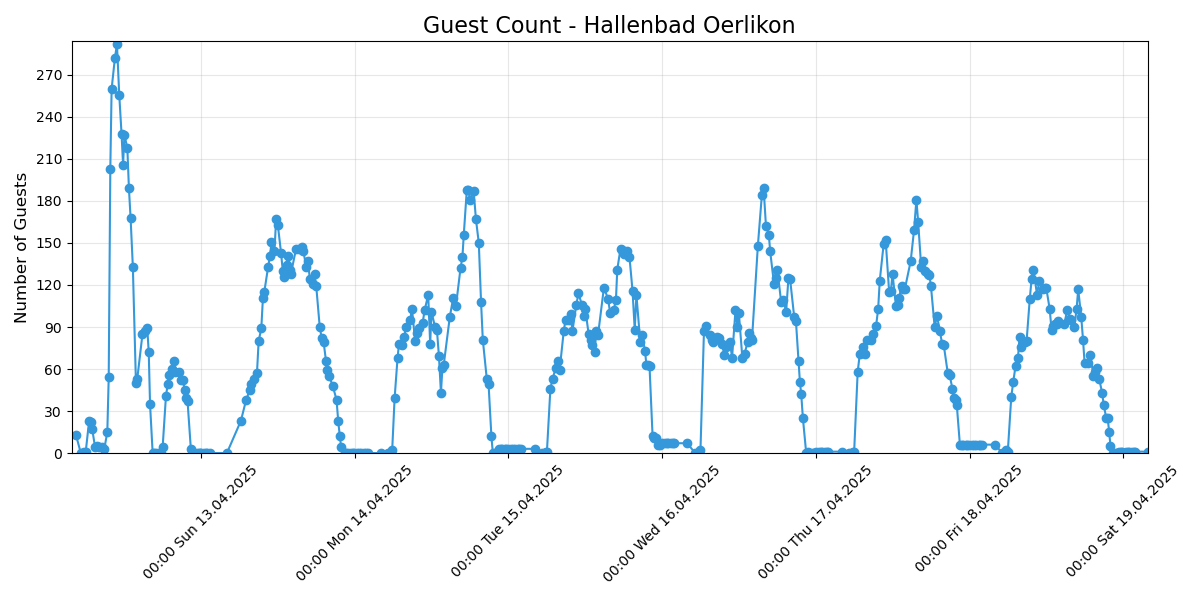 Guest Count - Hallenbad Oerlikon
Number of Guests
270
240
210
180
150
120
90
60
30
0
00:00 Sun 13.04.2025
00:00 Mon 14.04.2025
00:00 Tue 15.04.2025
00:00 Wed 16.04.2025
00:00 Thu 17.04.2025
00:00 Fri 18.04.2025
00:00 Sat 19.04.2025